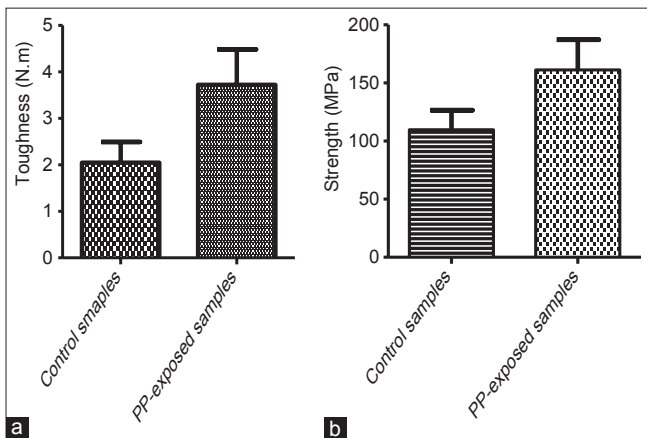 5
4
3
2
1
0
Toughness (N.m)
Control smaples
PP-exposed samples
a
200
150
100
50
0
Strength (MPa)
Control samples
PP-exposed samples
b